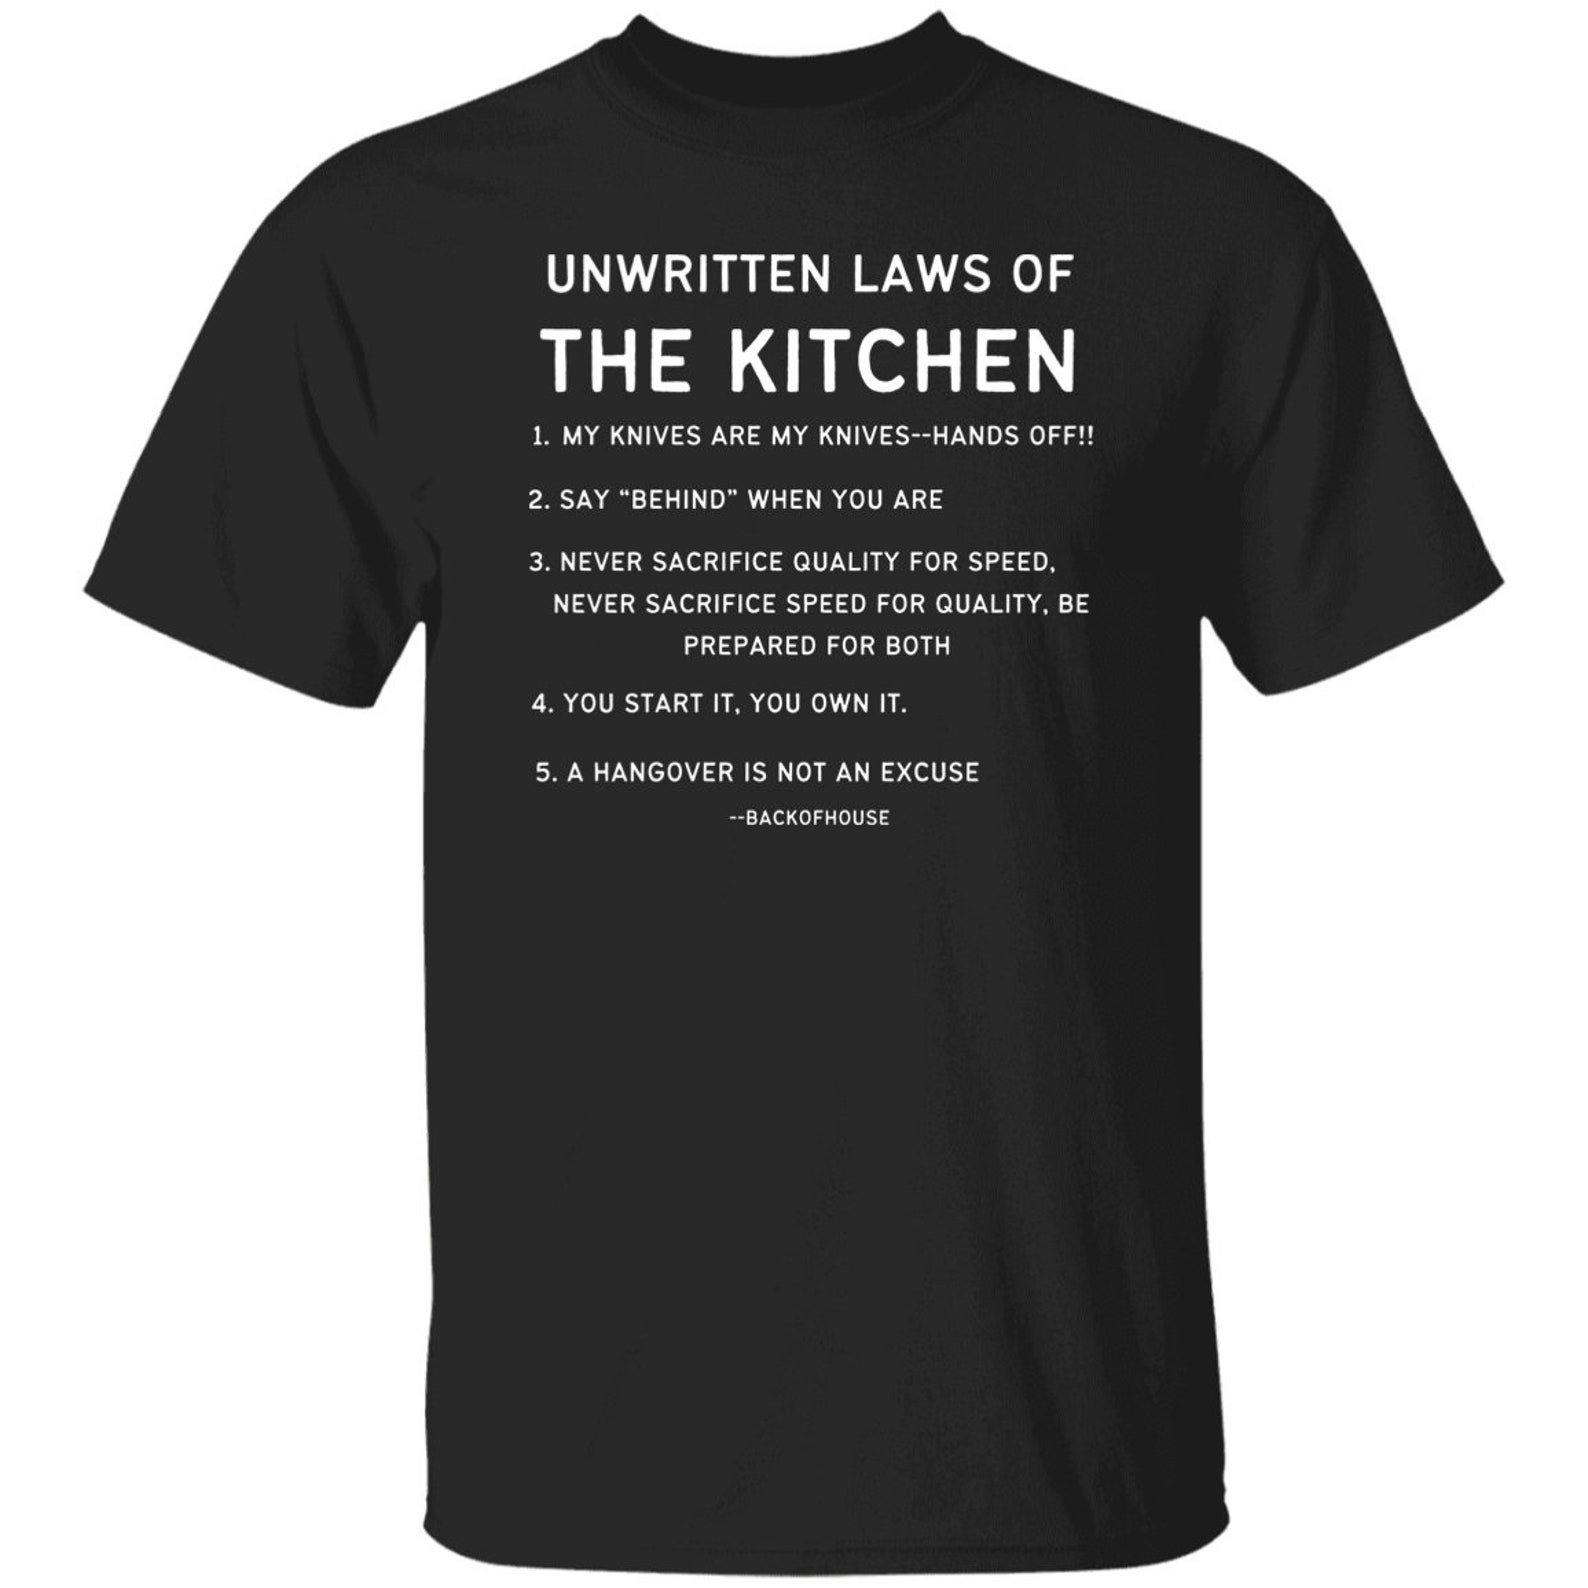 UNWRITTEN LAWS OF
THE KITCHEN
1. MY KNIVES ARE MY KNIVES--HANDS OFF!!
2. SAY “BEHIND” WHEN YOU ARE
3. NEVER SACRIFICE QUALITY FOR SPEED,
NEVER SACRIFICE SPEED FOR QUALITY, BE
PREPARED FOR BOTH
4. YOU START IT, YOU OWN IT.
5. A HANGOVER IS NOT AN EXCUSE
--BACKOFHOUSE